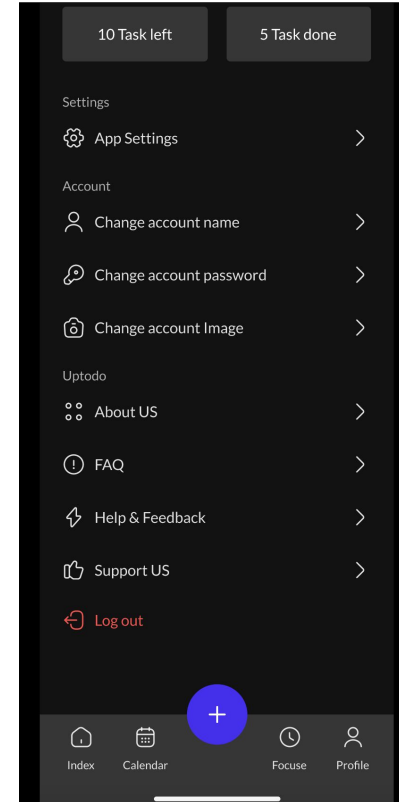 10 Task left
5 Task done
Settings
App Settings
Account
Change account name
Change account password
Change account Image
Uptodo
About US
FAQ
Help & Feedback
Support US
Log out
Index
Calendar
Focuse
Profile